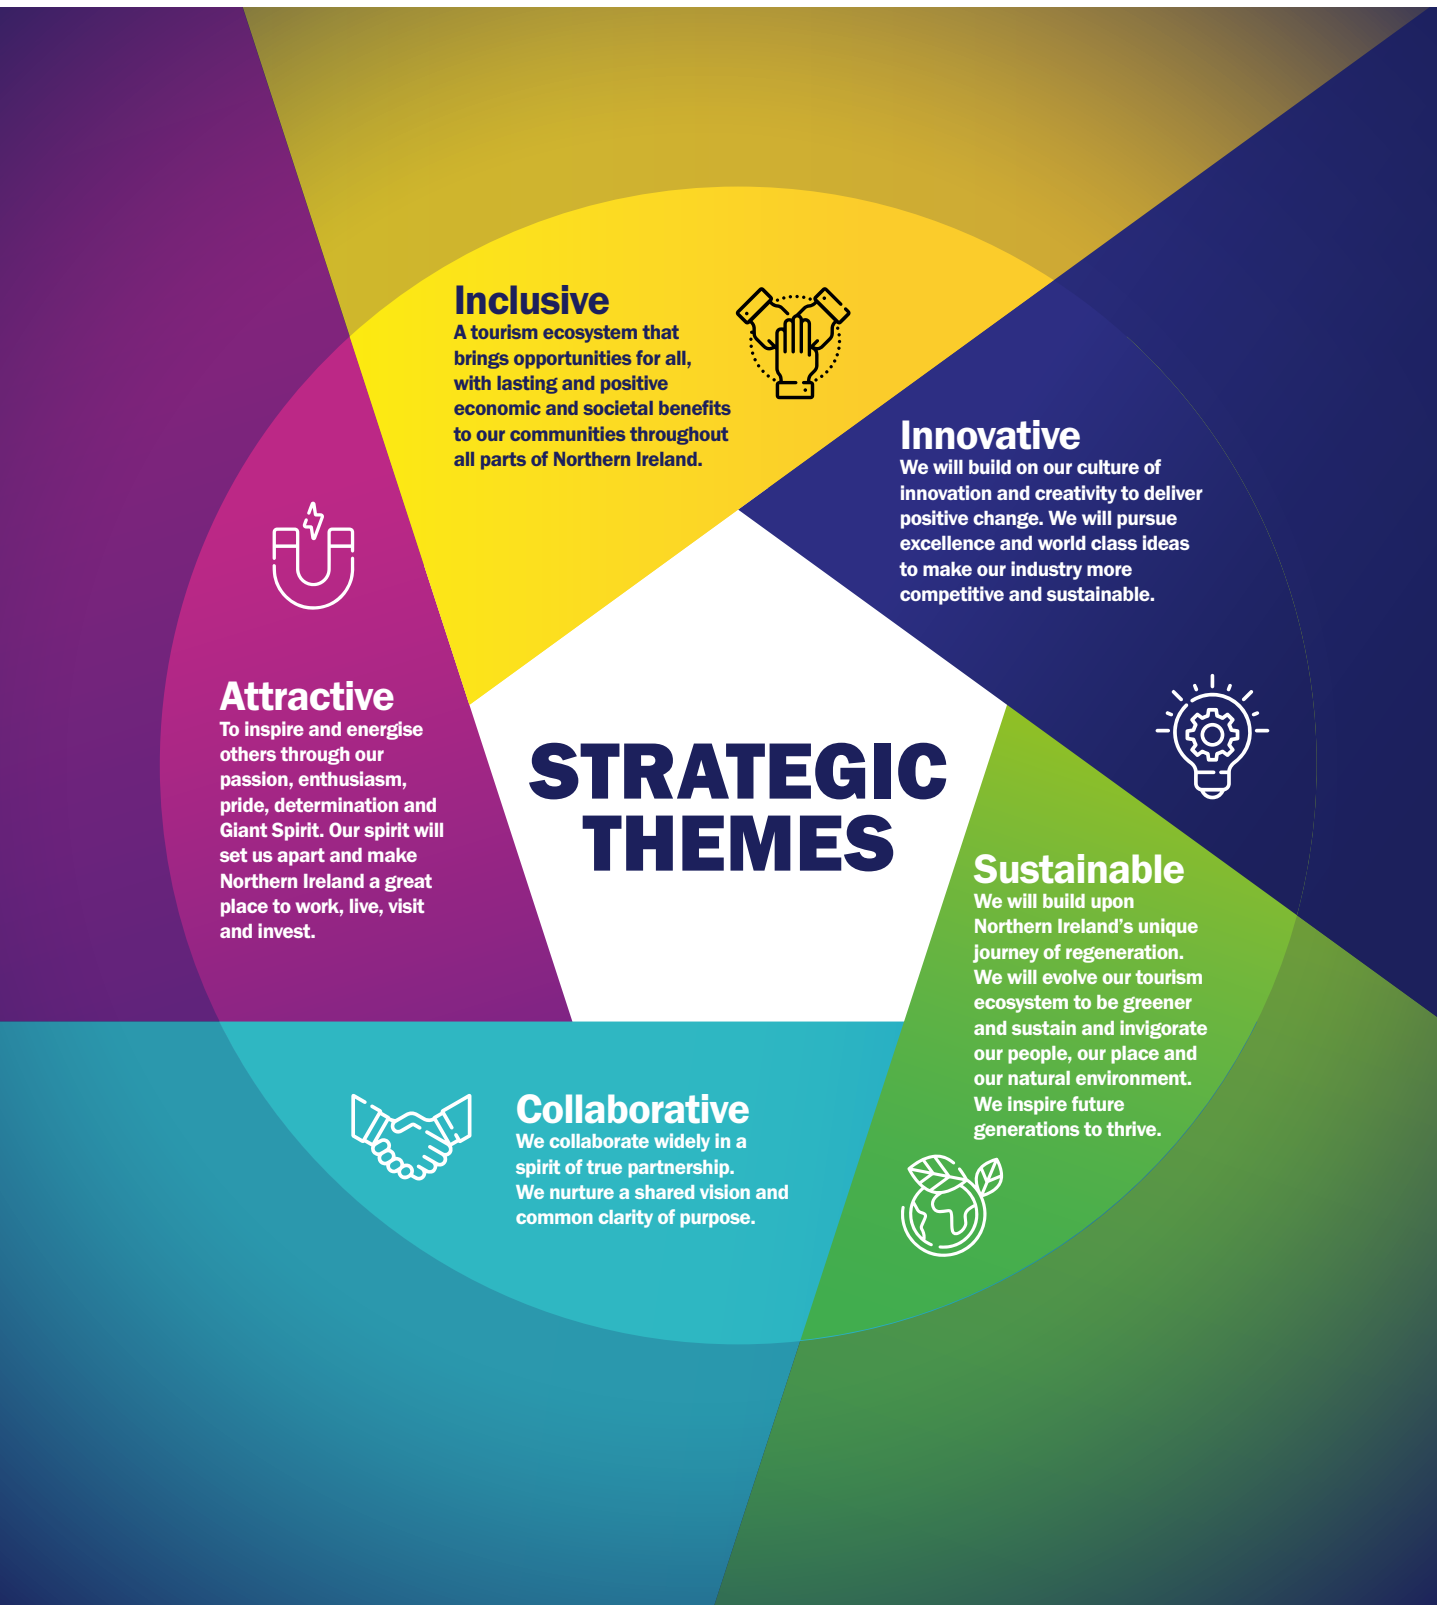 Inclusive
A tourism ecosystem that
brings opportunities for all,
with lasting and positive
economic and societal benefits
to our communities throughout
all parts of Northern Ireland.
Innovative
We will build on our culture of
innovation and creativity to deliver
positive change. We will pursue
excellence and world class ideas
to make our industry more
competitive and sustainable.
Attractive
To inspire and energise
others through our
passion, enthusiasm,
pride, determination and
Giant Spirit. Our spirit will
set us apart and make
Northern Ireland a great
place to work, live, visit
and invest.
STRATEGIC
THEMES
Sustainable
We will build upon
Northern Ireland’s unique
journey of regeneration.
We will evolve our tourism
ecosystem to be greener
and sustain and invigorate
our people, our place and
our natural environment.
We inspire future
generations to thrive.
Collaborative
We collaborate widely in a
spirit of true partnership.
We nurture a shared vision and
common clarity of purpose.